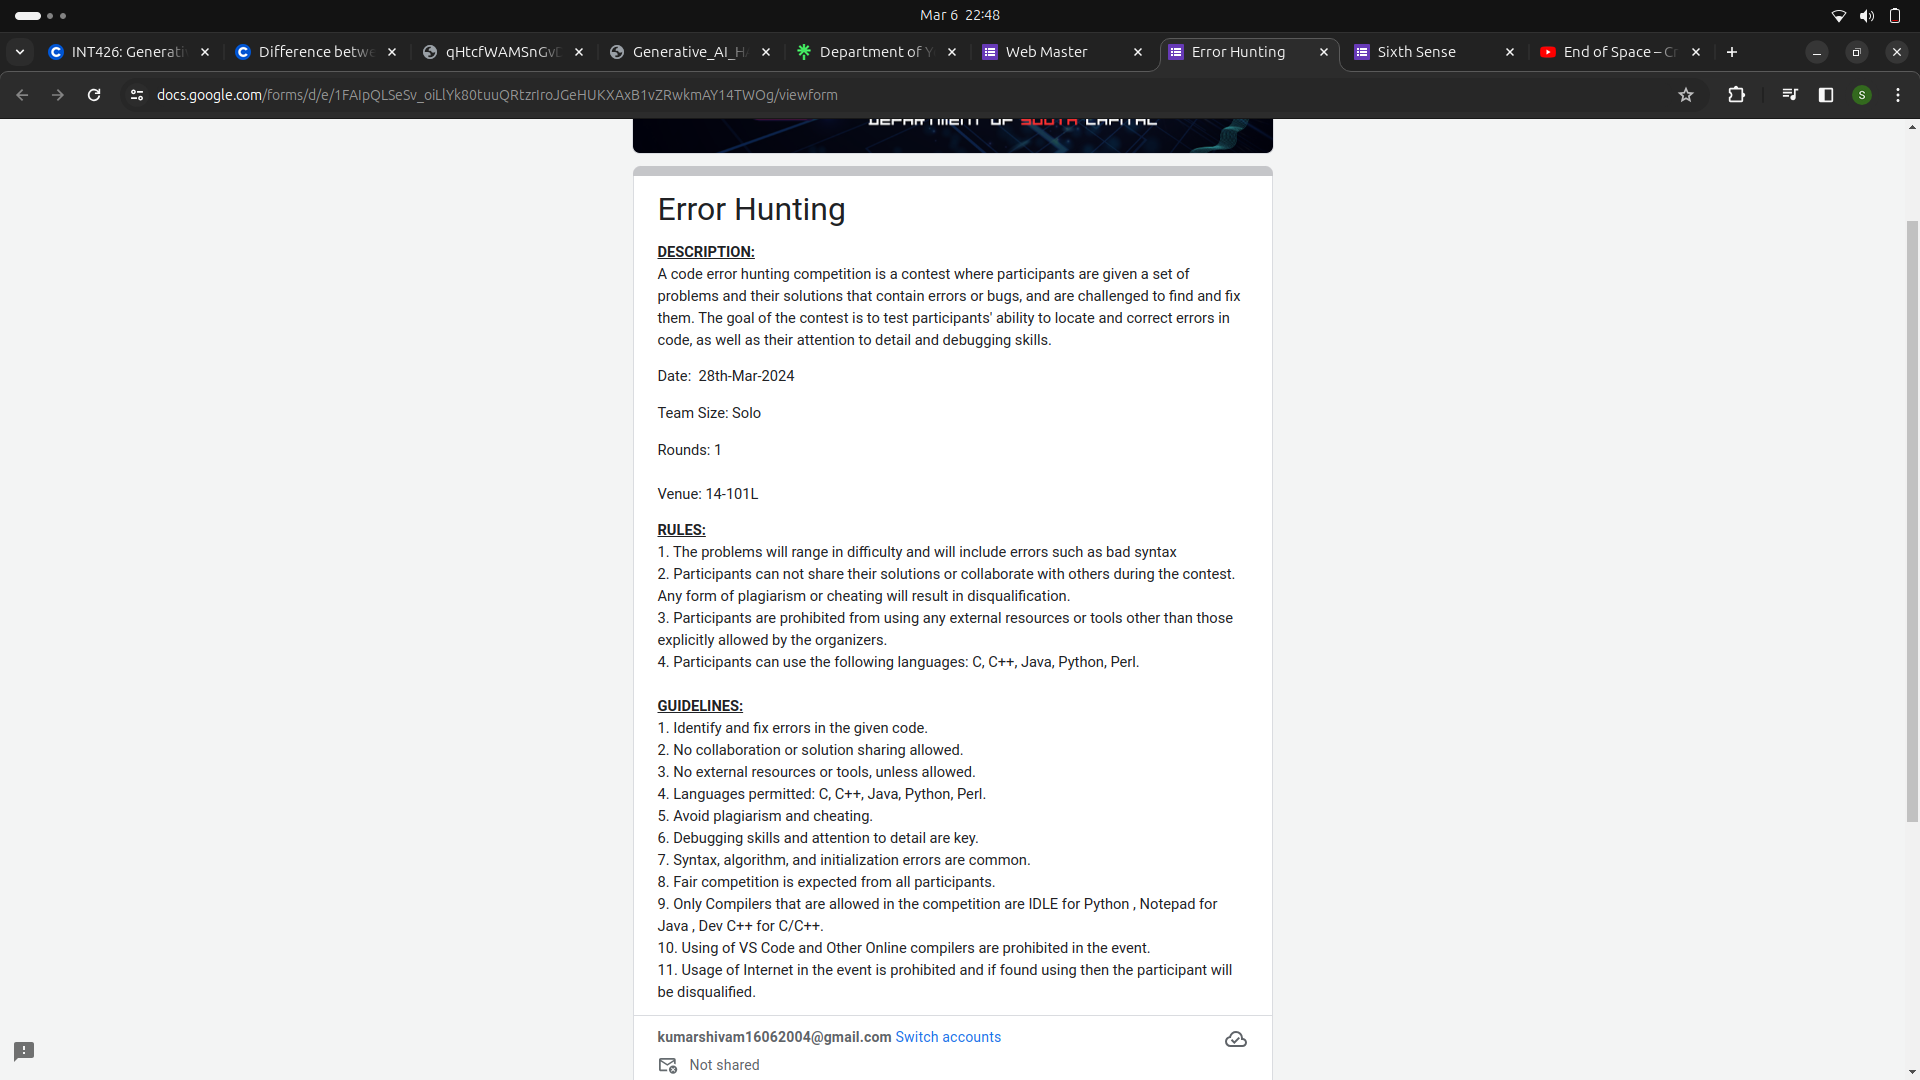 Mar 6 22:48
INT426: Generati
Difference betwe
qHtcfWAMSnGvD
Generative_AI_HA
Department of Y
Web Master
Error Hunting
Sixth Sense
End of Space – Cr
docs.google.com/forms/d/e/1FAIpQLSeSv_oiLlYk80tuuQRtzrIroJGeHUKXAxB1vZRwkmAY14TWOg/viewform
S
DEPARTMENT OF SOUTH CAPITAL
Error Hunting
DESCRIPTION:
A code error hunting competition is a contest where participants are given a set of
problems and their solutions that contain errors or bugs, and are challenged to find and fix
them. The goal of the contest is to test participants' ability to locate and correct errors in
code, as well as their attention to detail and debugging skills.
Date:  28th-Mar-2024
Team Size: Solo
Rounds: 1
Venue: 14-101L
RULES:
1. The problems will range in difficulty and will include errors such as bad syntax
2. Participants can not share their solutions or collaborate with others during the contest.
Any form of plagiarism or cheating will result in disqualification.
3. Participants are prohibited from using any external resources or tools other than those
explicitly allowed by the organizers.
4. Participants can use the following languages: C, C++, Java, Python, Perl.
GUIDELINES:
1. Identify and fix errors in the given code.
2. No collaboration or solution sharing allowed.
3. No external resources or tools, unless allowed.
4. Languages permitted: C, C++, Java, Python, Perl.
5. Avoid plagiarism and cheating.
6. Debugging skills and attention to detail are key.
7. Syntax, algorithm, and initialization errors are common.
8. Fair competition is expected from all participants.
9. Only Compilers that are allowed in the competition are IDLE for Python , Notepad for
Java , Dev C++ for C/C++.
10. Using of VS Code and Other Online compilers are prohibited in the event.
11. Usage of Internet in the event is prohibited and if found using then the participant will
be disqualified.
kumarshivam16062004@gmail.com Switch accounts
Not shared